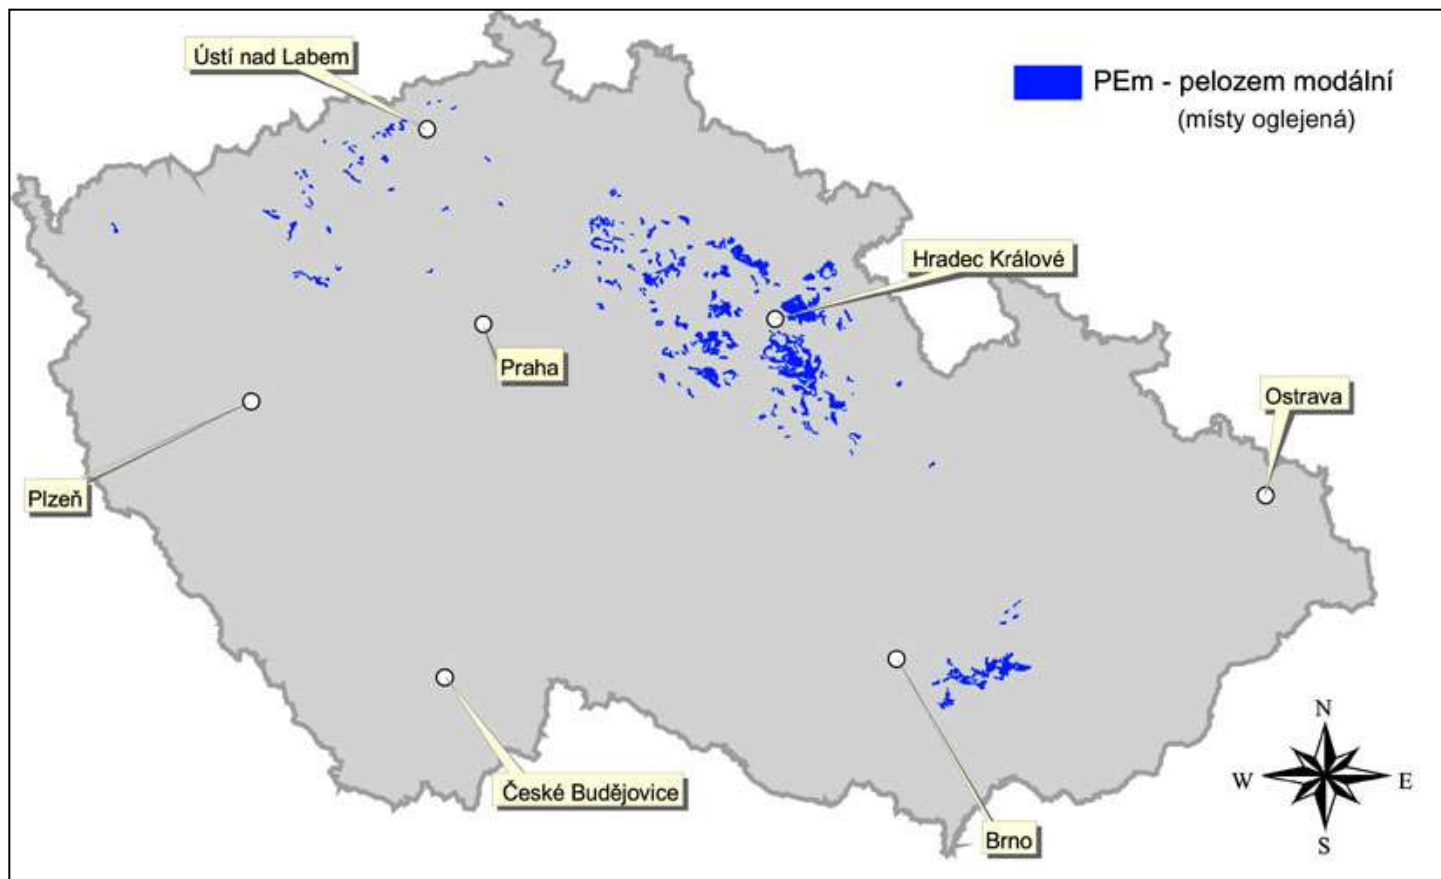 Ústí nad Labem
PEm - pelozem modální
(místy oglejená)
Hradec Králové
Praha
Ostrava
Plzeň
České Budějovice
Brno
N
W
E
S